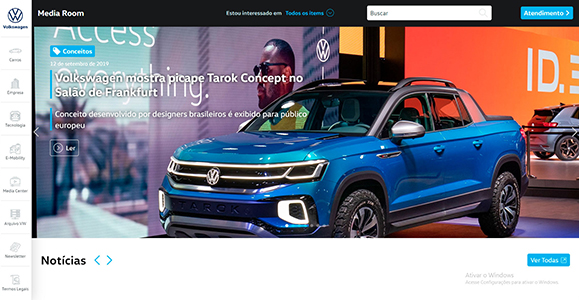 Volkswagen
Media Room
Estou interessado em Todos os itens
Buscar
Atendimento
Carros
Empresa
Tecnologia
E-Mobility
Media Center
Arquivo VW
Newsletter
Termos Legais
Access
everything.
ID.
Conceitos
12 de setembro de 2019
Volkswagen mostra picape Tarok Concept no
Salão de Frankfurt
Conceito desenvolvido por designers brasileiros é exibido para público
europeu
Ler
Notícias
Ver Todas
Ativar o Windows
Acesse Configurações para ativar o Windows.